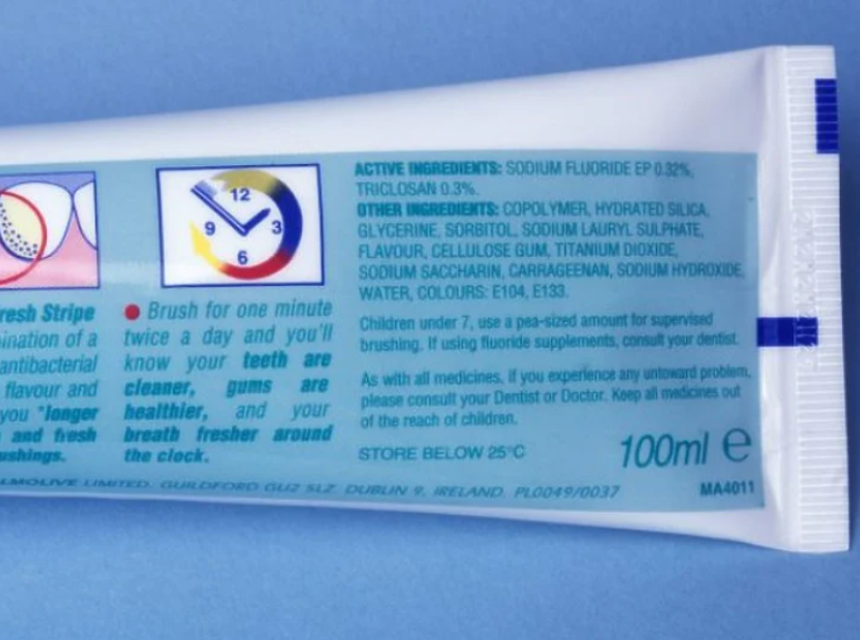 12
3
6
9
resh Stripe
ination of a
antibacterial
flavour and
you "longer
and fresh
ushings.
● Brush for one minute
twice a day and you'll
know your teeth are
cleaner, gums are
healthier, and your
breath fresher around
the clock.
ACTIVE INGREDIENTS: SODIUM FLUORIDE EP 0.32%,
TRICLOSAN 0.3%.
OTHER INGREDIENTS: COPOLYMER, HYDRATED SILICA,
GLYCERINE, SORBITOL, SODIUM LAURYL SULPHATE,
FLAVOUR, CELLULOSE GUM, TITANIUM DIOXIDE,
SODIUM SACCHARIN, CARRAGEENAN, SODIUM HYDROXIDE,
WATER, COLOURS: E104, E133.
Children under 7, use a pea-sized amount for supervised
brushing. If using fluoride supplements, consult your dentist.
As with all medicines, if you experience any untoward problem,
please consult your Dentist or Doctor. Keep all medicines out
of the reach of children.
STORE BELOW 25°C
100ml e
LMOLIVE LIMITED. GUILDFORD GU2 5LZ. DUBLIN 9, IRELAND. PL0049/0037
MA4011